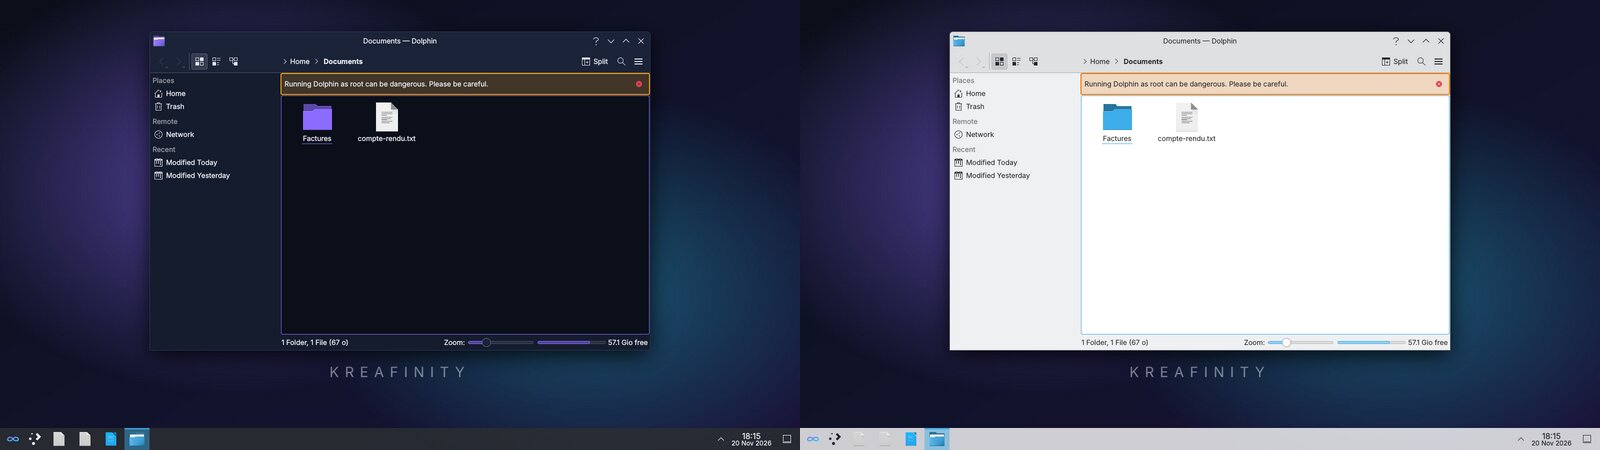 Documents — Dolphin
Home > Documents
Split
Places
Home
Trash
Remote
Network
Recent
Modified Today
Modified Yesterday
Running Dolphin as root can be dangerous. Please be careful.
Factures
compte-rendu.txt
1 Folder, 1 File (67 o)
Zoom:
57.1 Gio free
KREAFINITY
18:15
20 Nov 2026
Documents — Dolphin
Home > Documents
Split
Places
Home
Trash
Remote
Network
Recent
Modified Today
Modified Yesterday
Running Dolphin as root can be dangerous. Please be careful.
Factures
compte-rendu.txt
1 Folder, 1 File (67 o)
Zoom:
57.1 Gio free
KREAFINITY
18:15
20 Nov 2026